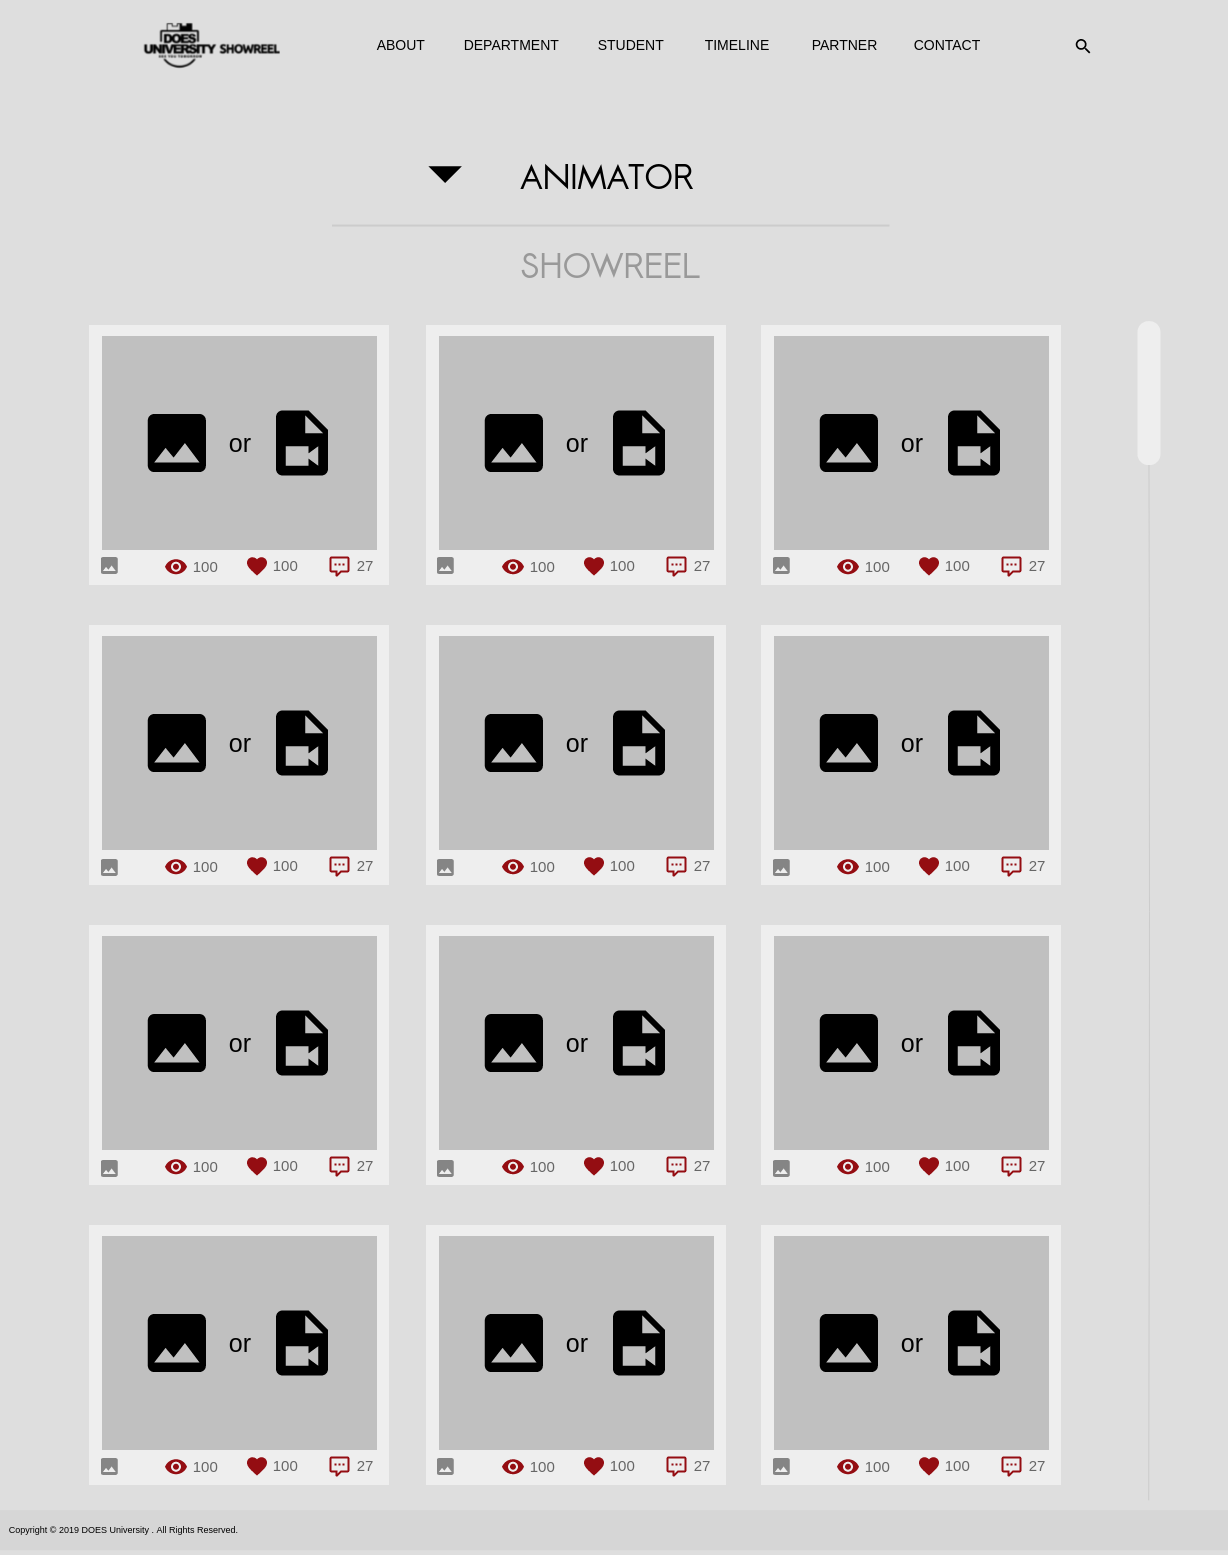 DOES
UNIVERSITY SHOWREEL
ABOUT DEPARTMENT STUDENT TIMELINE PARTNER CONTACT
ANIMATOR
SHOWREEL
or or or
100 100 27 100 100 27 100 100 27
or or or
100 100 27 100 100 27 100 100 27
or or or
100 100 27 100 100 27 100 100 27
or or or
100 100 27 100 100 27 100 100 27
Copyright © 2019 DOES University . All Rights Reserved.